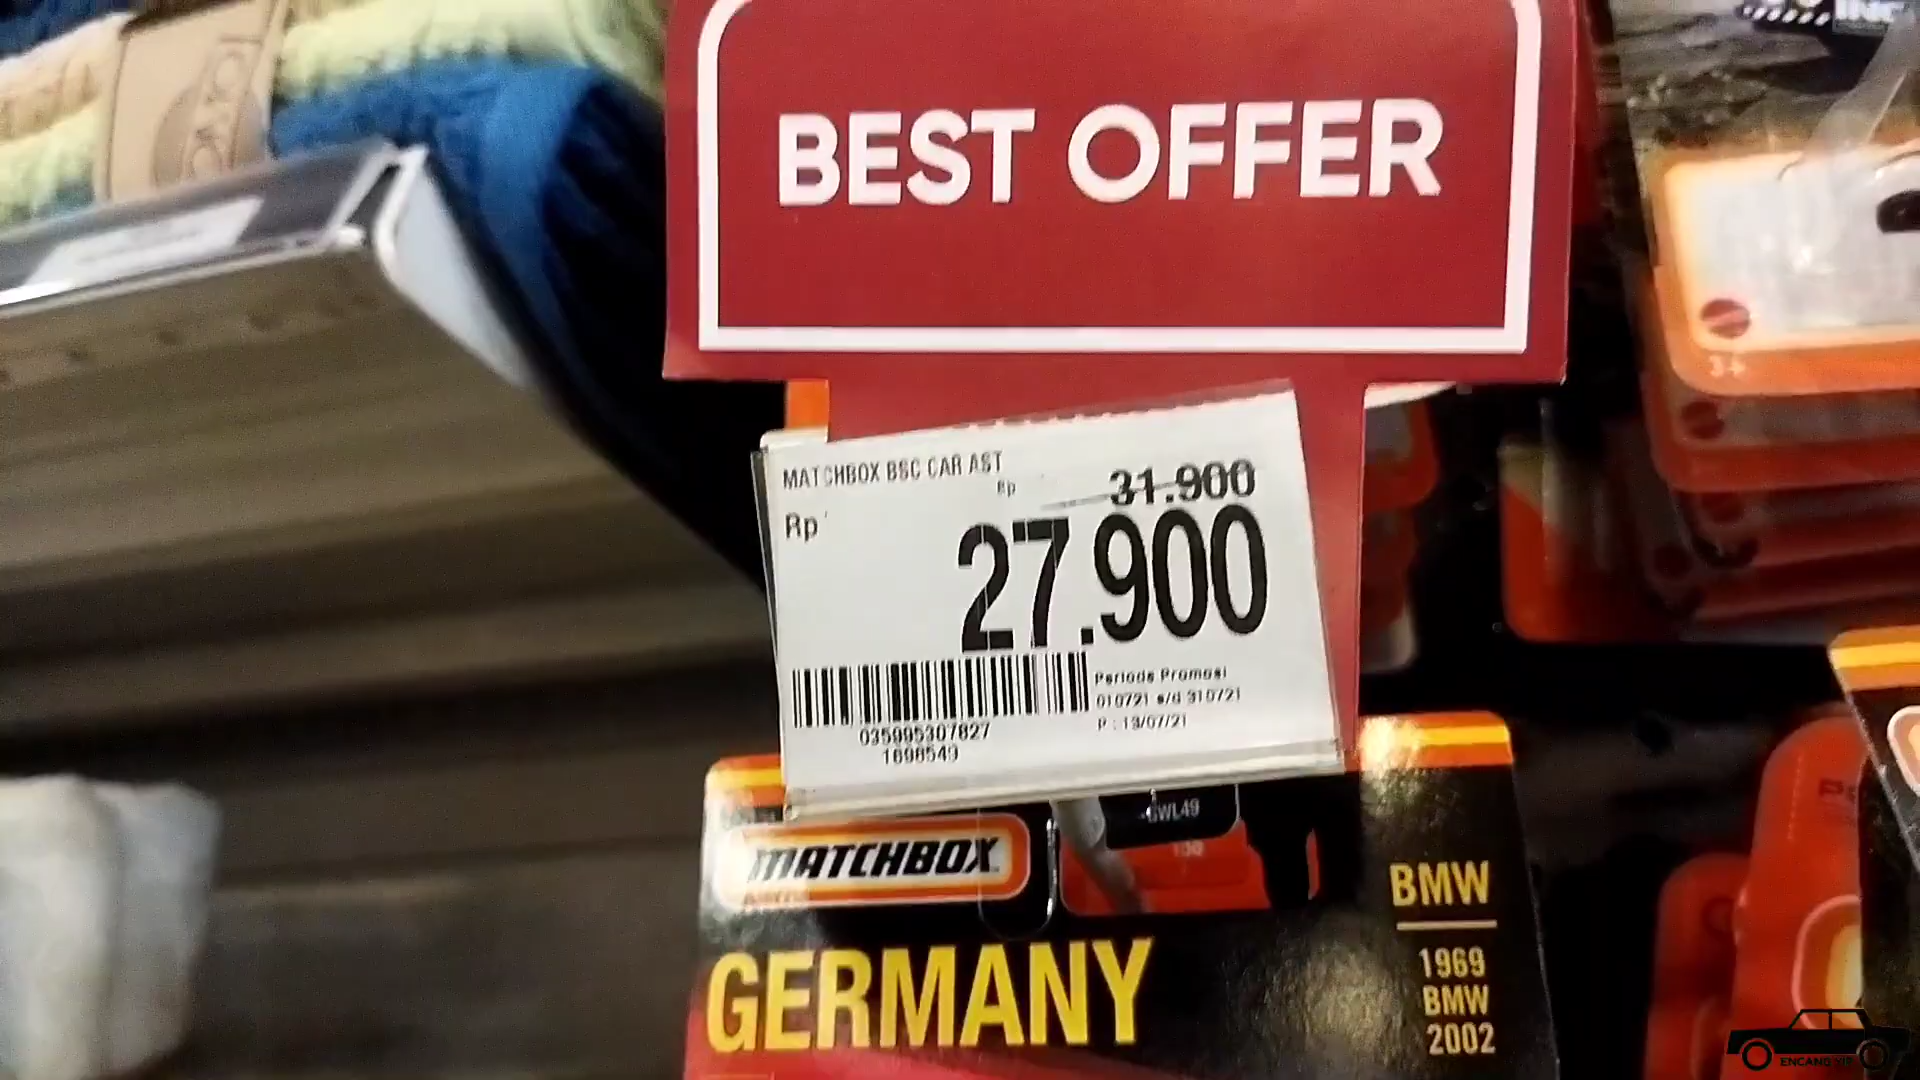 BEST OFFER
MATCHBOX BSC CAR AST
Rp 31.900
Rp 27.900
Periode Promosi
010721 s/d 310721
P : 13/07/21
035995307827
1698549
3+
GWL49
MATCHBOX
BMW
GERMANY
1969
BMW
2002